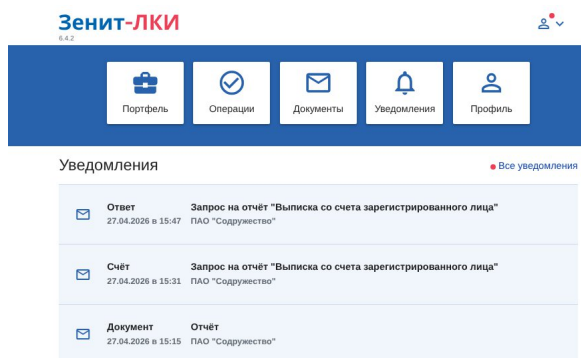 Зенит-ЛКИ
6.4.2
Портфель
Операции
Документы
Уведомления
Профиль
Уведомления
Все уведомления
Ответ
Запрос на отчёт "Выписка со счета зарегистрированного лица"
27.04.2026 в 15:47
ПАО "Содружество"
Счёт
Запрос на отчёт "Выписка со счета зарегистрированного лица"
27.04.2026 в 15:31
ПАО "Содружество"
Документ
Отчёт
27.04.2026 в 15:15
ПАО "Содружество"